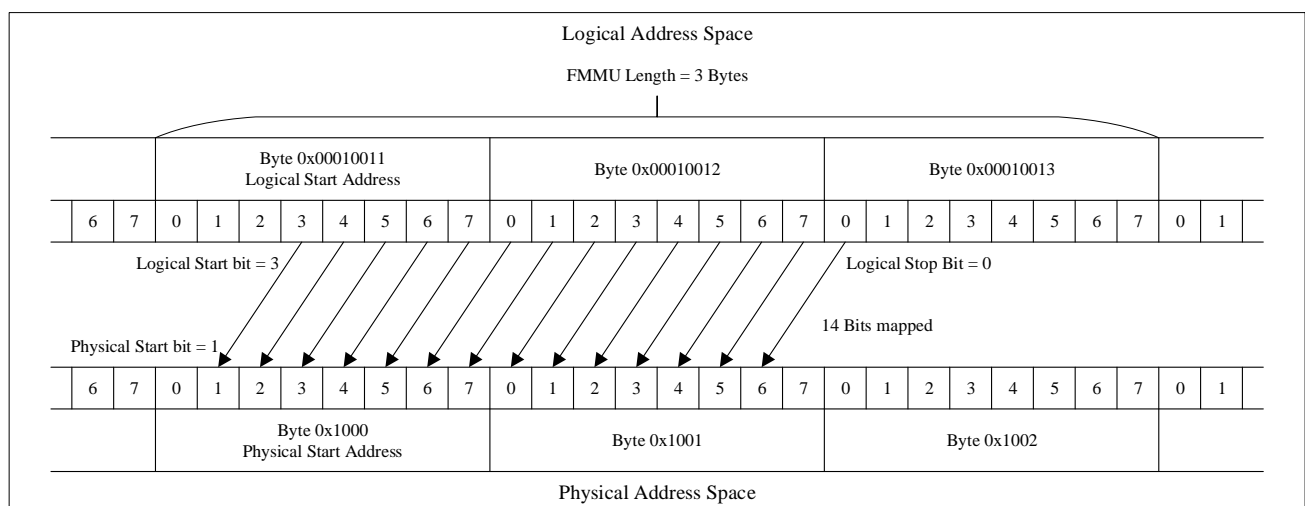 Logical Address Space
FMMU Length = 3 Bytes
Byte 0x00010011
Logical Start Address
Byte 0x00010012
Byte 0x00010013
6 7 0 1 2 3 4 5 6 7 0 1 2 3 4 5 6 7 0 1 2 3 4 5 6 7 0 1
Logical Start bit = 3
Logical Stop Bit = 0
14 Bits mapped
Physical Start bit = 1
6 7 0 1 2 3 4 5 6 7 0 1 2 3 4 5 6 7 0 1 2 3 4 5 6 7 0 1
Byte 0x1000
Physical Start Address
Byte 0x1001
Byte 0x1002
Physical Address Space